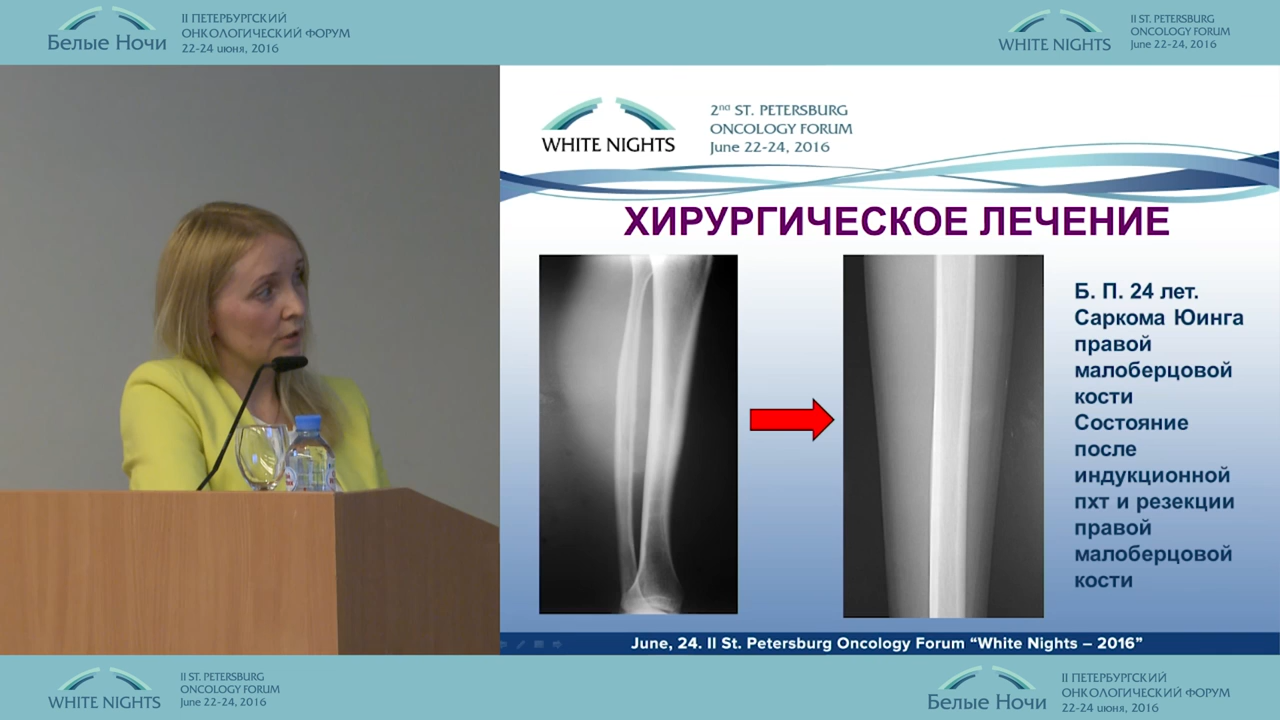 Белые Ночи
II ПЕТЕРБУРГСКИЙ
ОНКОЛОГИЧЕСКИЙ ФОРУМ
22-24 июня, 2016
WHITE NIGHTS
II ST. PETERSBURG
ONCOLOGY FORUM
June 22-24, 2016
WHITE NIGHTS
2nd ST. PETERSBURG
ONCOLOGY FORUM
June 22-24, 2016
ХИРУРГИЧЕСКОЕ ЛЕЧЕНИЕ
Б. П. 24 лет.
Саркома Юинга
правой
малоберцовой
кости
Состояние
после
индукционной
пхт и резекции
правой
малоберцовой
кости
June, 24. II St. Petersburg Oncology Forum “White Nights – 2016”
WHITE NIGHTS
II ST. PETERSBURG
ONCOLOGY FORUM
June 22-24, 2016
Белые Ночи
II ПЕТЕРБУРГСКИЙ
ОНКОЛОГИЧЕСКИЙ ФОРУМ
22-24 июня, 2016